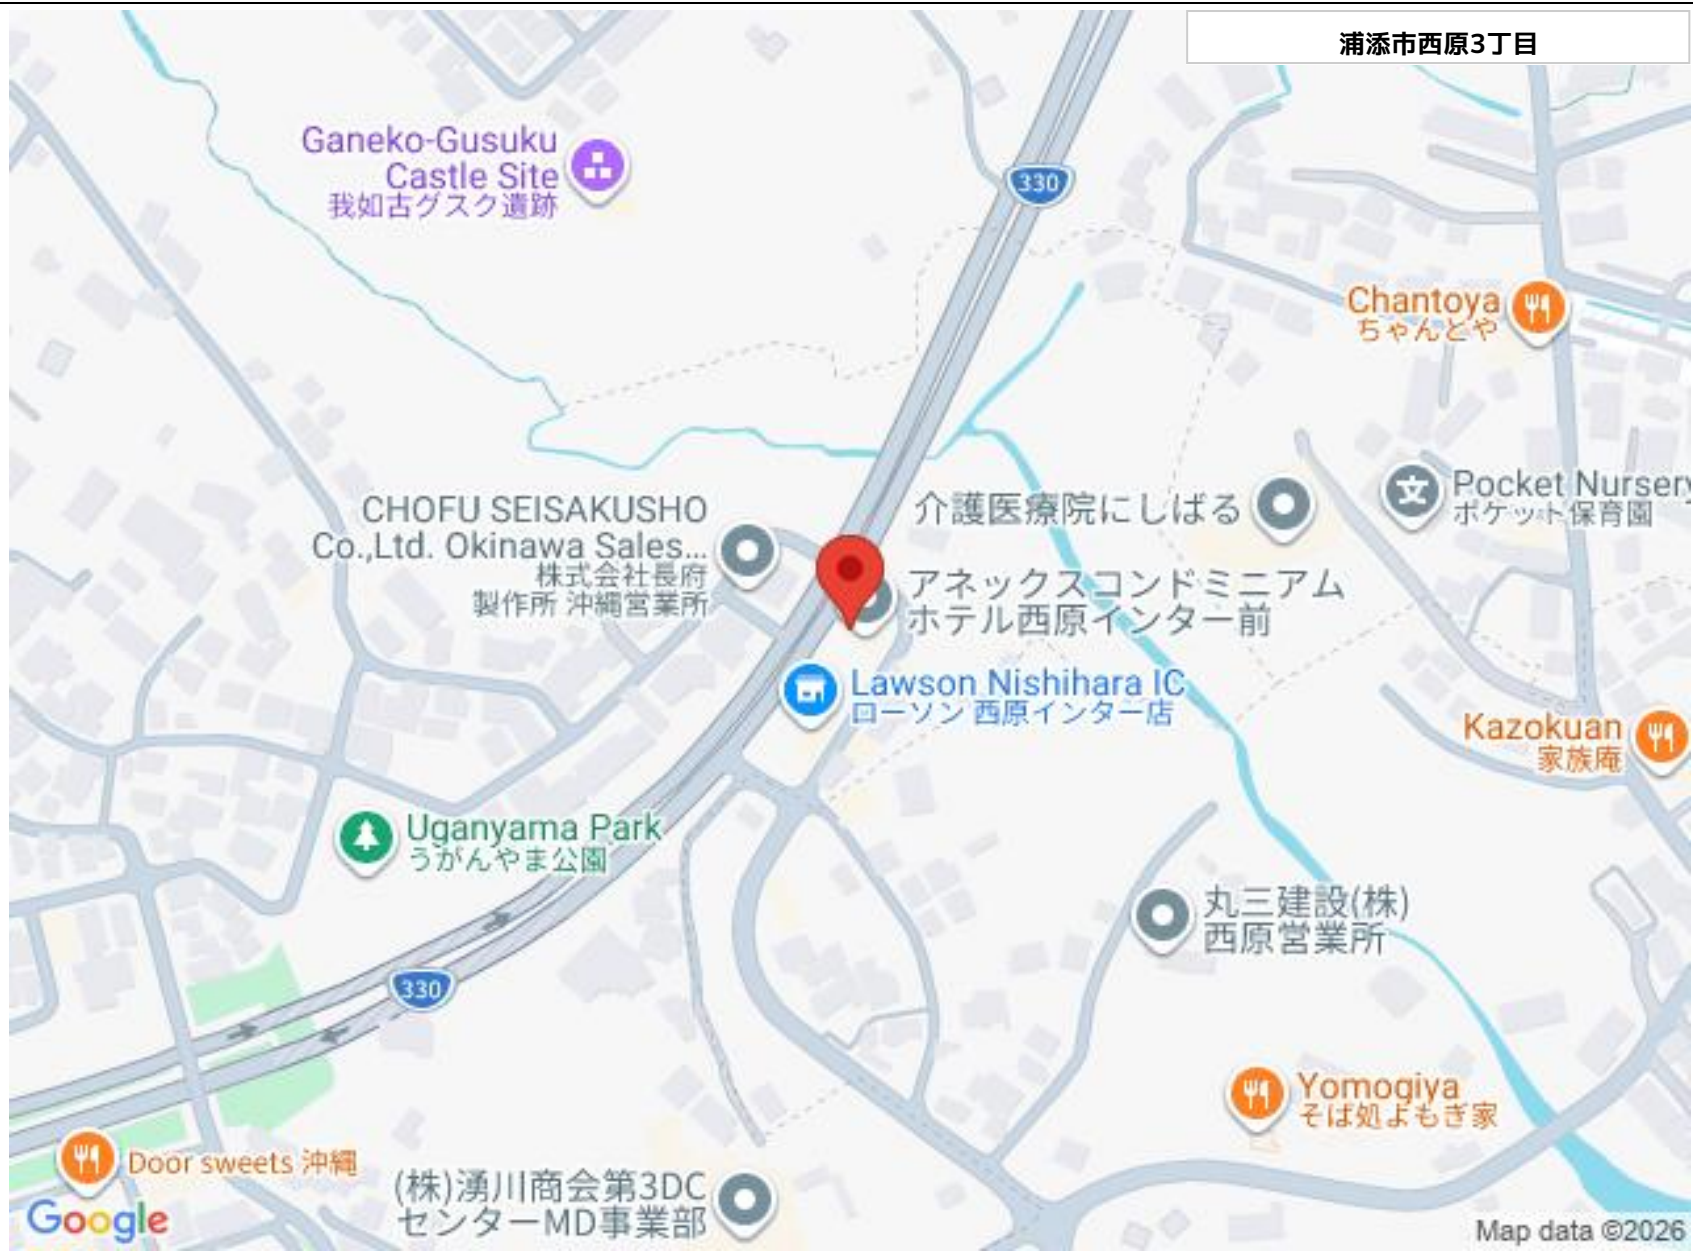 浦添市西原3丁目
Ganeko-Gusuku
Castle Site
我如古グスク遺跡
330
Chantoya
ちゃんとや
CHOFU SEISAKUSHO
Co.,Ltd. Okinawa Sales...
株式会社長府
製作所 沖縄営業所
介護医療院にしばる
Pocket Nursery
ポケット保育園
アネックスコンドミニアム
ホテル西原インター前
Lawson Nishihara IC
ローソン 西原インター店
Kazokuan
家族庵
Uganyama Park
うがんやま公園
丸三建設(株)
西原営業所
330
Yomogiya
そば処よもぎ家
Door sweets 沖縄
(株)湧川商会第3DC
センターMD事業部
Google
Map data ©2026